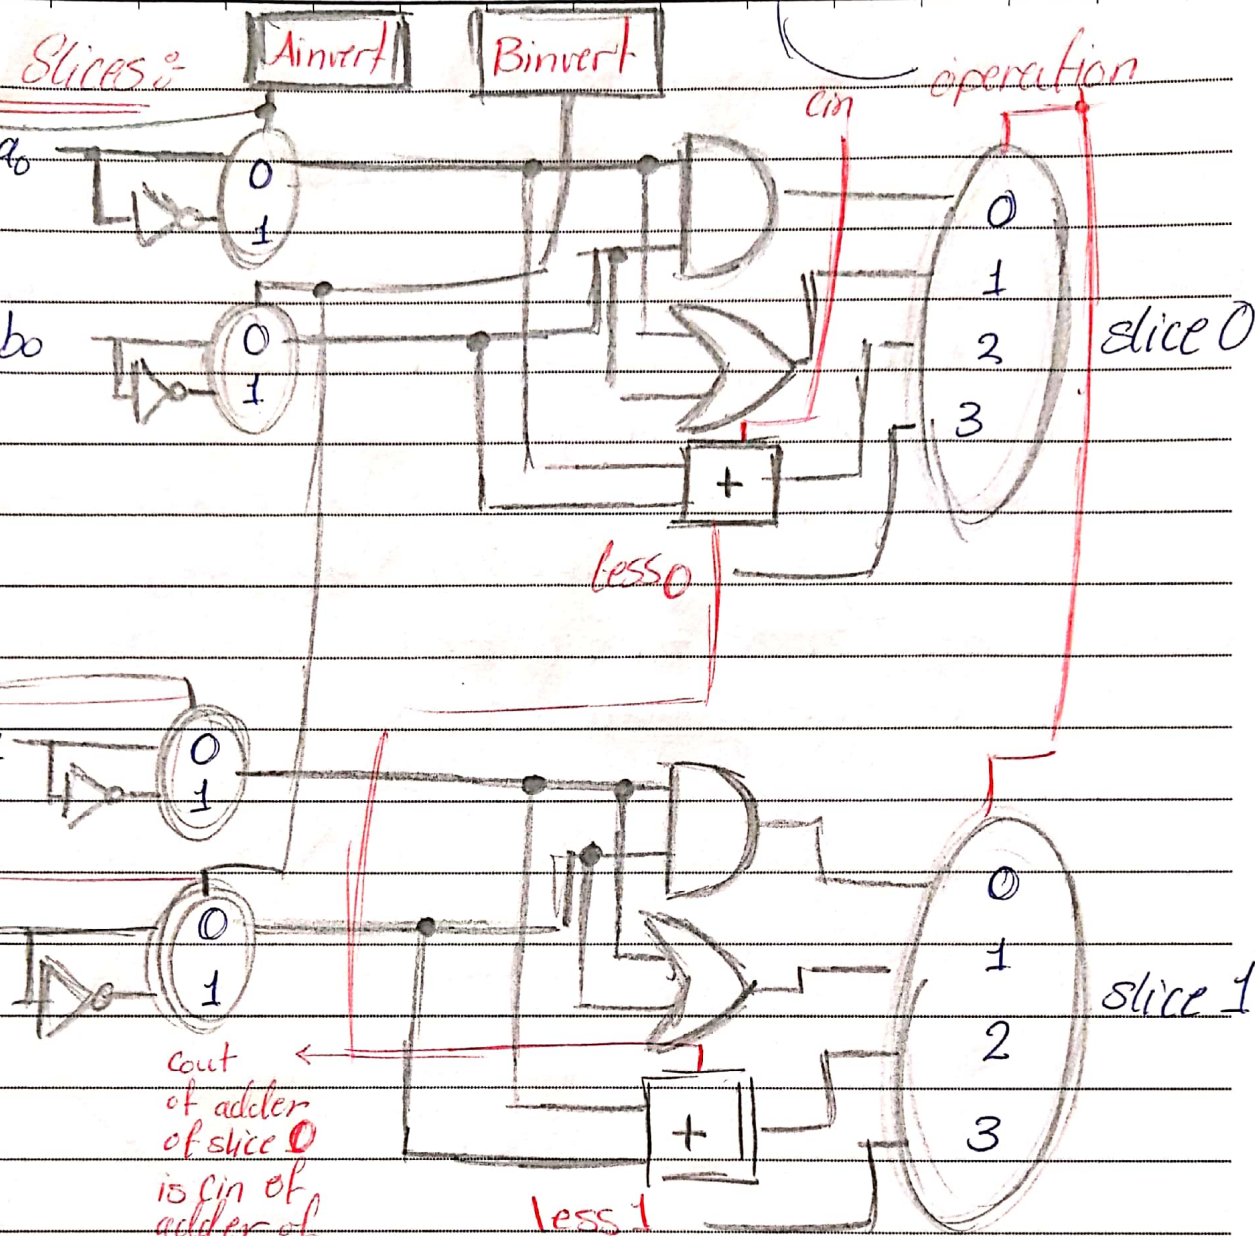 Slices:
Ainvert
Binvert
operation
cin
a0
0
1
0
1
2
3
slice 0
b0
0
1
+
less0
0
1
0
1
0
1
2
3
slice 1
+
cout
of adder
of slice 0
is cin of
adder of
less 1